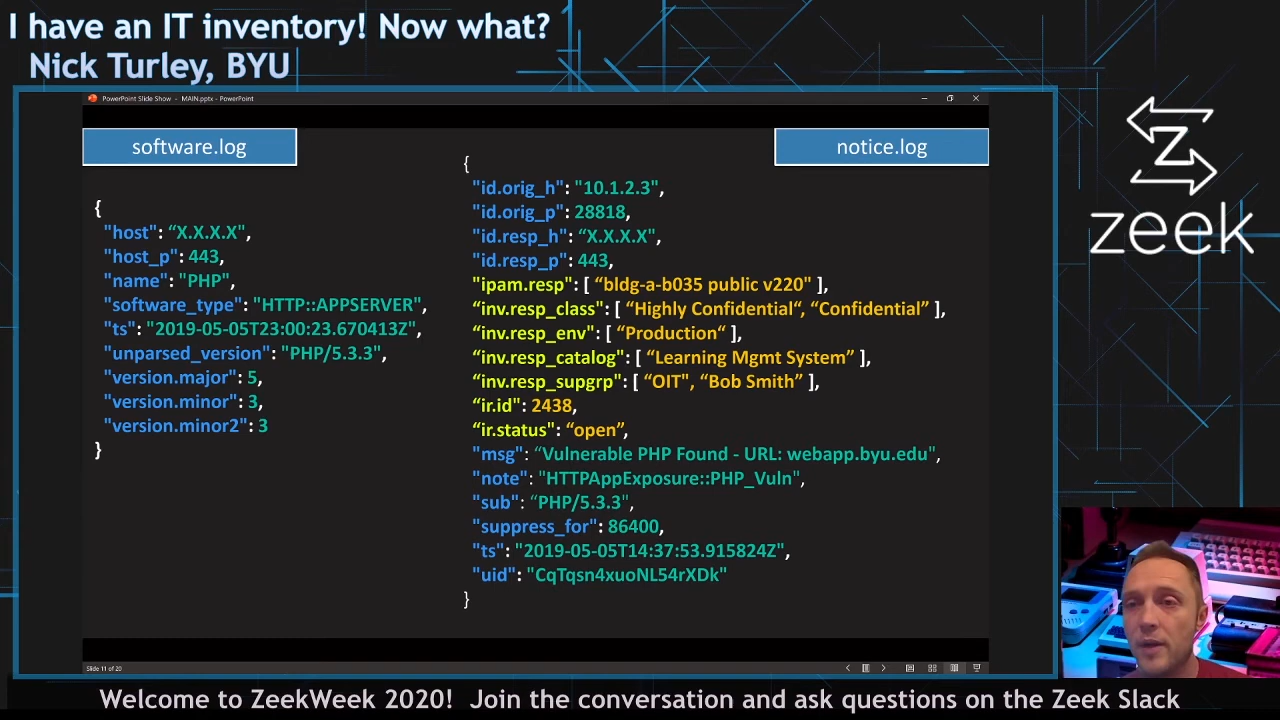 I have an IT inventory! Now what?
Nick Turley, BYU
PowerPoint Slide Show - MAIN.pptx - PowerPoint
software.log
{
"host": “X.X.X.X",
"host_p": 443,
"name": "PHP",
"software_type": "HTTP::APPSERVER",
"ts": "2019-05-05T23:00:23.670413Z",
"unparsed_version": "PHP/5.3.3",
"version.major": 5,
"version.minor": 3,
"version.minor2": 3
}
notice.log
{
"id.orig_h": "10.1.2.3",
"id.orig_p": 28818,
"id.resp_h": “X.X.X.X”,
"id.resp_p": 443,
"ipam.resp": [ “bldg-a-b035 public v220" ],
“inv.resp_class": [ “Highly Confidential“, “Confidential” ],
“inv.resp_env": [ “Production“ ],
“inv.resp_catalog": [ “Learning Mgmt System” ],
“inv.resp_supgrp": [ “OIT", “Bob Smith” ],
“ir.id": 2438,
“ir.status": “open”,
"msg": “Vulnerable PHP Found - URL: webapp.byu.edu",
"note": "HTTPAppExposure::PHP_Vuln",
"sub": “PHP/5.3.3",
"suppress_for": 86400,
"ts": "2019-05-05T14:37:53.915824Z",
"uid": "CqTqsn4xuoNL54rXDk"
}
zeek
Slide 11 of 20
Welcome to ZeekWeek 2020! Join the conversation and ask questions on the Zeek Slack